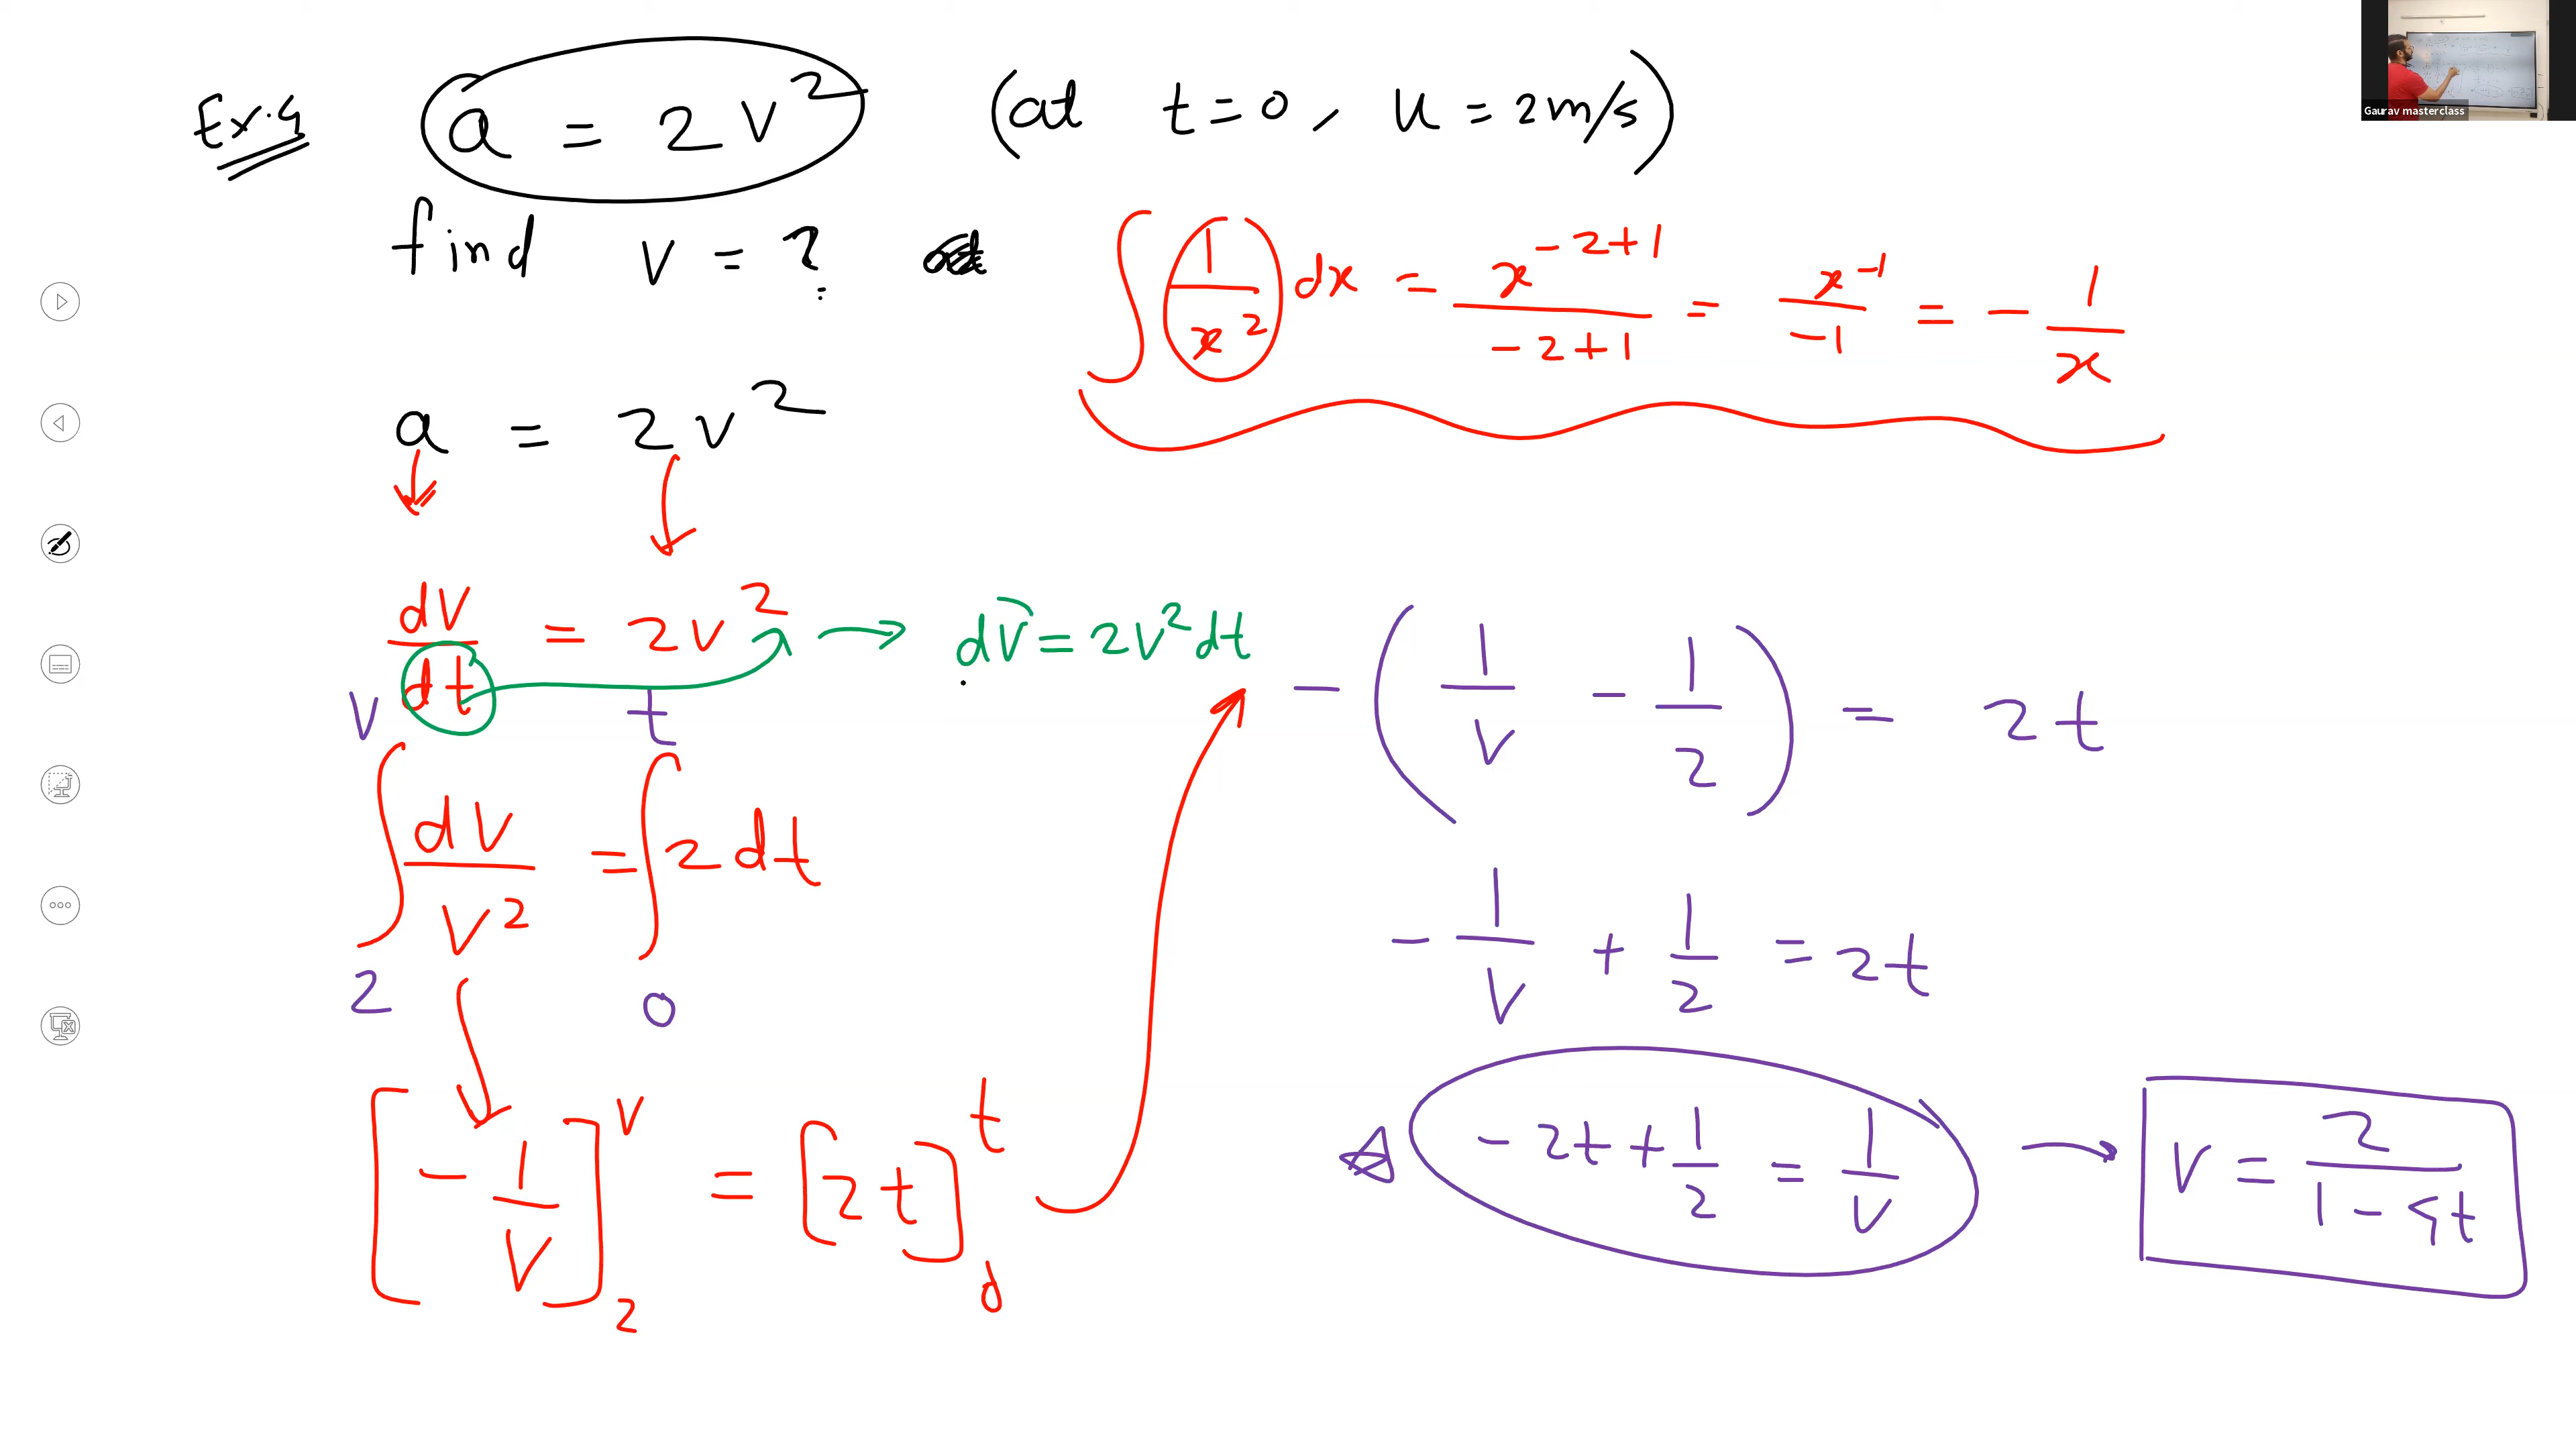 Ex.4 a = 2v² (at t=0, u = 2m/s)
find v = ?
∫ 1/x² dx = x^(-2+1)/(-2+1) = x^(-1)/(-1) = - 1/x
a = 2v²
dv/dt = 2v² → dv = 2v²dt
∫₂^v dv/v² = ∫₀^t 2dt
[-1/v]₂^v = [2t]₀^t
-(1/v - 1/2) = 2t
-1/v + 1/2 = 2t
-2t + 1/2 = 1/v → v = 2/(1-4t)
Gaurav masterclass